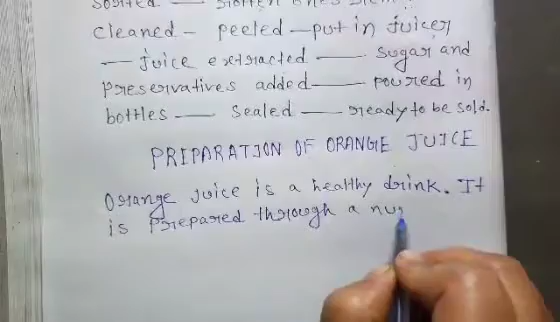 cleaned - peeled - put in juicer
— juice extracted — sugar and
preservatives added — poured in
bottles — sealed — ready to be sold.
PRIPARATION OF ORANGE JUICE
Orange juice is a healthy drink. It
is prepared through a nu